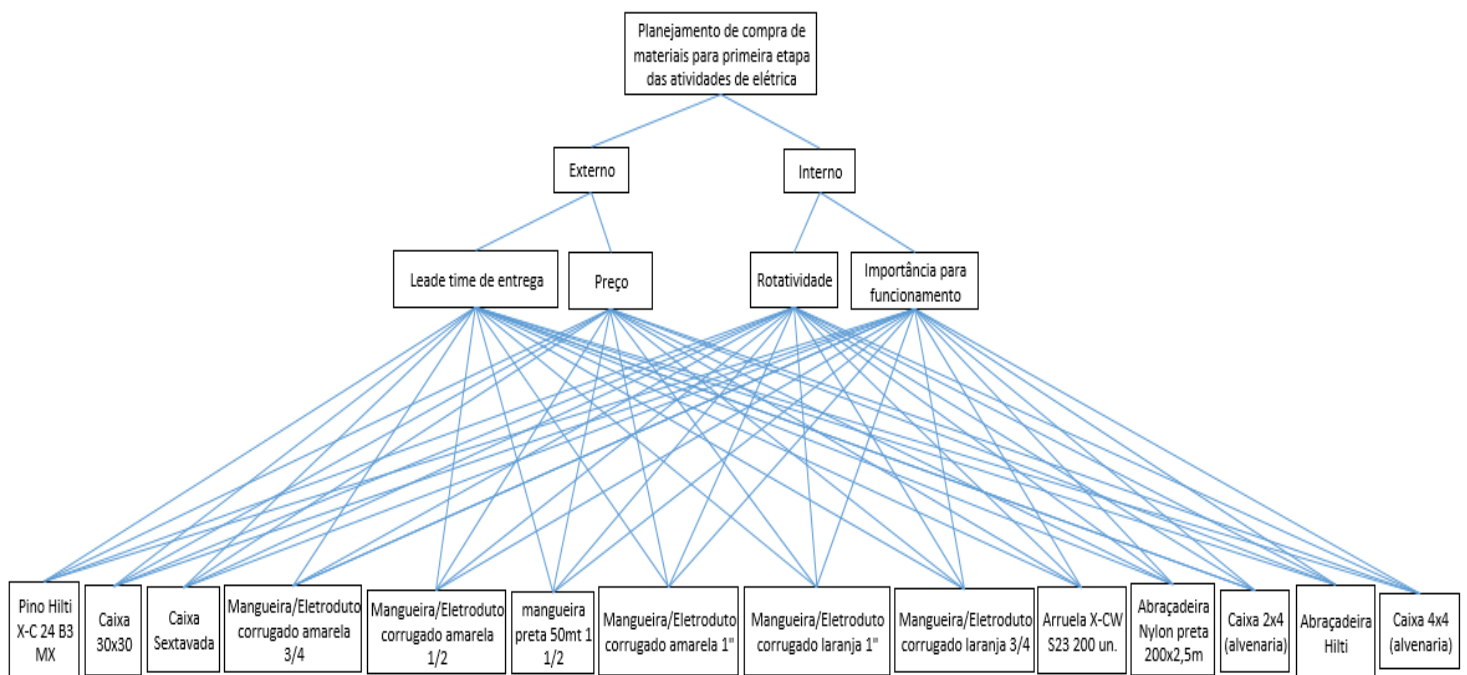 Planejamento de compra de
materiais para primeira etapa
das atividades de elétrica
Externo
Interno
Leade time de entrega
Preço
Rotatividade
Importância para
funcionamento
Pino Hilti
X-C 24 B3
MX
Caixa
30x30
Caixa
Sextavada
Mangueira/Eletroduto
corrugado amarela
3/4
Mangueira/Eletroduto
corrugado amarela
1/2
mangueira
preta 50mt 1
1/2
Mangueira/Eletroduto
corrugado amarela 1"
Mangueira/Eletroduto
corrugado laranja 1"
Mangueira/Eletroduto
corrugado laranja 3/4
Arruela X-CW
S23 200 un.
Abraçadeira
Nylon preta
200x2,5m
Caixa 2x4
(alvenaria)
Abraçadeira
Hilti
Caixa 4x4
(alvenaria)